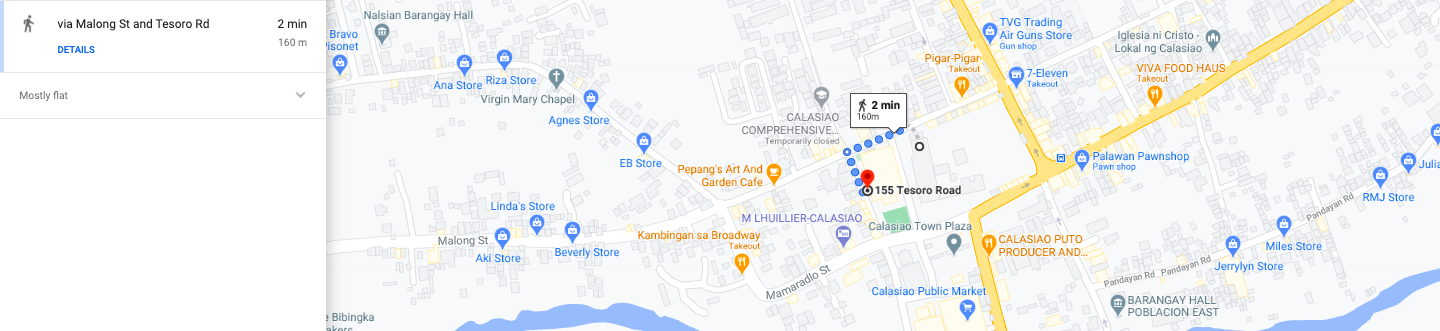 via Malong St and Tesoro Rd
2 min
DETAILS
160 m
Mostly flat
Nalsian Barangay Hall
Bravo
Pisonet
Ana Store
Riza Store
Virgin Mary Chapel
Agnes Store
EB Store
Pepang's Art And
Garden Cafe
CALASIAO
COMPREHENSIVE...
Temporarily closed
2 min
160m
Pigar-Pigar
Takeout
TVG Trading
Air Guns Store
Gun shop
7-Eleven
Takeout
Iglesia ni Cristo -
Lokal ng Calasiao
VIVA FOOD HAUS
Takeout
Palawan Pawnshop
Pawn shop
155 Tesoro Road
M LHUILLIER-CALASIAO
Calasiao Town Plaza
Linda's Store
Malong St
Aki Store
Beverly Store
Kambingan sa Broadway
Takeout
Mamaradlo St
CALASIAO PUTO
PRODUCER AND...
Calasiao Public Market
RMJ Store
Pandayan Rd
Miles Store
Jerrylyn Store
Pandayan Rd
Pandayan Rd
BARANGAY HALL
POBLACION EAST
e Bibingka
akers